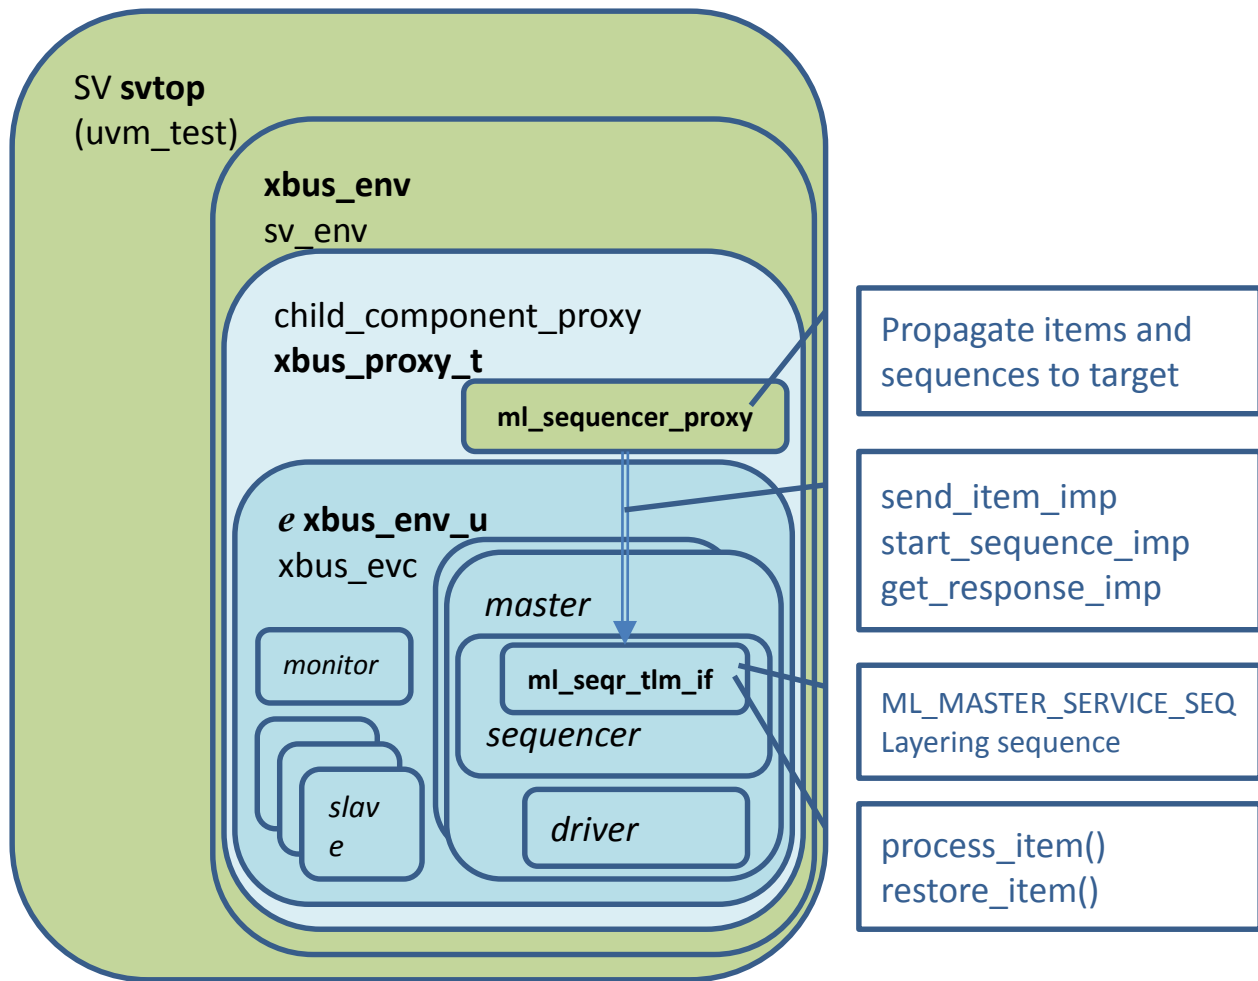 SV svtop
(uvm_test)
xbus_env
sv_env
child_component_proxy
xbus_proxy_t
ml_sequencer_proxy
e xbus_env_u
xbus_evc
master
monitor
ml_seqr_tlm_if
sequencer
slav
e
driver
Propagate items and
sequences to target
send_item_imp
start_sequence_imp
get_response_imp
ML_MASTER_SERVICE_SEQ
Layering sequence
process_item()
restore_item()